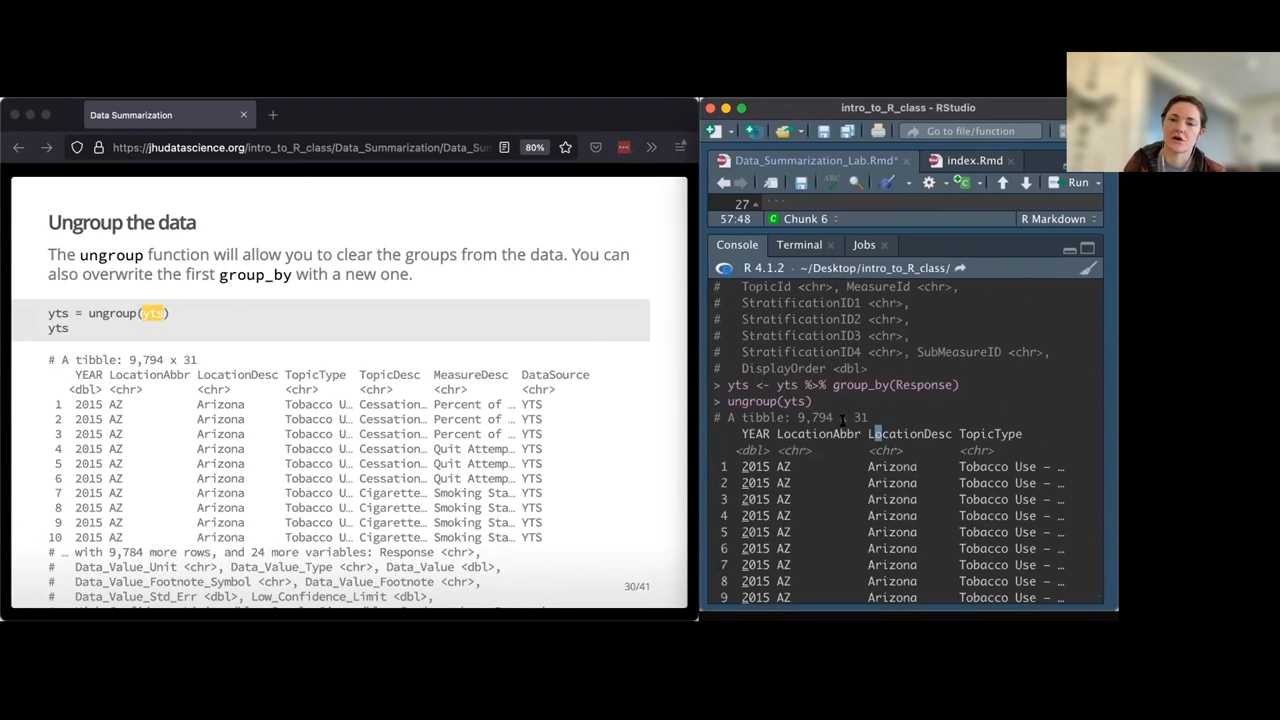 Data Summarization
https://jhudatascience.org/intro_to_R_class/Data_Summarization/Data_Sum
80%
Ungroup the data
The ungroup function will allow you to clear the groups from the data. You can
also overwrite the first group_by with a new one.
yts = ungroup(yts)
yts
# A tibble: 9,794 x 31
YEAR LocationAbbr LocationDesc TopicType TopicDesc MeasureDesc DataSource
<dbl> <chr> <chr> <chr> <chr> <chr> <chr>
1 2015 AZ Arizona Tobacco U… Cessation… Percent of … YTS
2 2015 AZ Arizona Tobacco U… Cessation… Percent of … YTS
3 2015 AZ Arizona Tobacco U… Cessation… Percent of … YTS
4 2015 AZ Arizona Tobacco U… Cessation… Quit Attemp… YTS
5 2015 AZ Arizona Tobacco U… Cessation… Quit Attemp… YTS
6 2015 AZ Arizona Tobacco U… Cessation… Quit Attemp… YTS
7 2015 AZ Arizona Tobacco U… Cigarette… Smoking Sta… YTS
8 2015 AZ Arizona Tobacco U… Cigarette… Smoking Sta… YTS
9 2015 AZ Arizona Tobacco U… Cigarette… Smoking Sta… YTS
10 2015 AZ Arizona Tobacco U… Cigarette… Smoking Sta… YTS
# … with 9,784 more rows, and 24 more variables: Response <chr>,
# Data_Value_Unit <chr>, Data_Value_Type <chr>, Data_Value <dbl>,
# Data_Value_Footnote_Symbol <chr>, Data_Value_Footnote <chr>,
# Data_Value_Std_Err <dbl>, Low_Confidence_Limit <dbl>,
30/41
intro_to_R_class - RStudio
Go to file/function
Data_Summarization_Lab.Rmd*
index.Rmd
ABC
Run
27 ```
57:48 Chunk 6 R Markdown
Console Terminal Jobs
R 4.1.2 · ~/Desktop/intro_to_R_class/
# TopicId <chr>, MeasureId <chr>,
# StratificationID1 <chr>,
# StratificationID2 <chr>,
# StratificationID3 <chr>,
# StratificationID4 <chr>, SubMeasureID <chr>,
# DisplayOrder <dbl>
> yts <- yts %>% group_by(Response)
> ungroup(yts)
# A tibble: 9,794 x 31
YEAR LocationAbbr LocationDesc TopicType
<dbl> <chr> <chr> <chr>
1 2015 AZ Arizona Tobacco Use – …
2 2015 AZ Arizona Tobacco Use – …
3 2015 AZ Arizona Tobacco Use – …
4 2015 AZ Arizona Tobacco Use – …
5 2015 AZ Arizona Tobacco Use – …
6 2015 AZ Arizona Tobacco Use – …
7 2015 AZ Arizona Tobacco Use – …
8 2015 AZ Arizona Tobacco Use – …
9 2015 AZ Arizona Tobacco Use – …